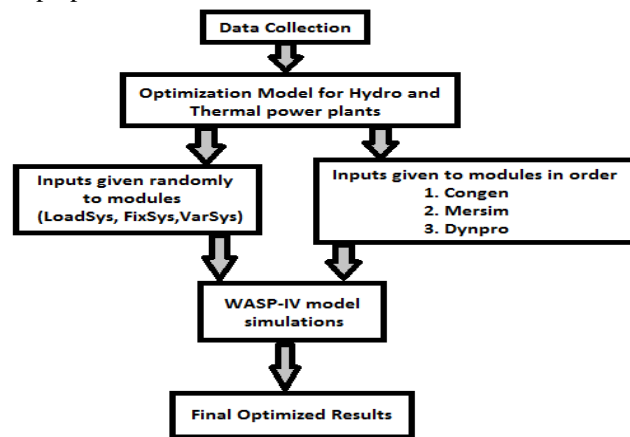 Data Collection
Optimization Model for Hydro and
Thermal power plants
Inputs given randomly
to modules
(LoadSys, FixSys,VarSys)
Inputs given to modules in order
1. Congen
2. Mersim
3. Dynpro
WASP-IV model
simulations
Final Optimized Results